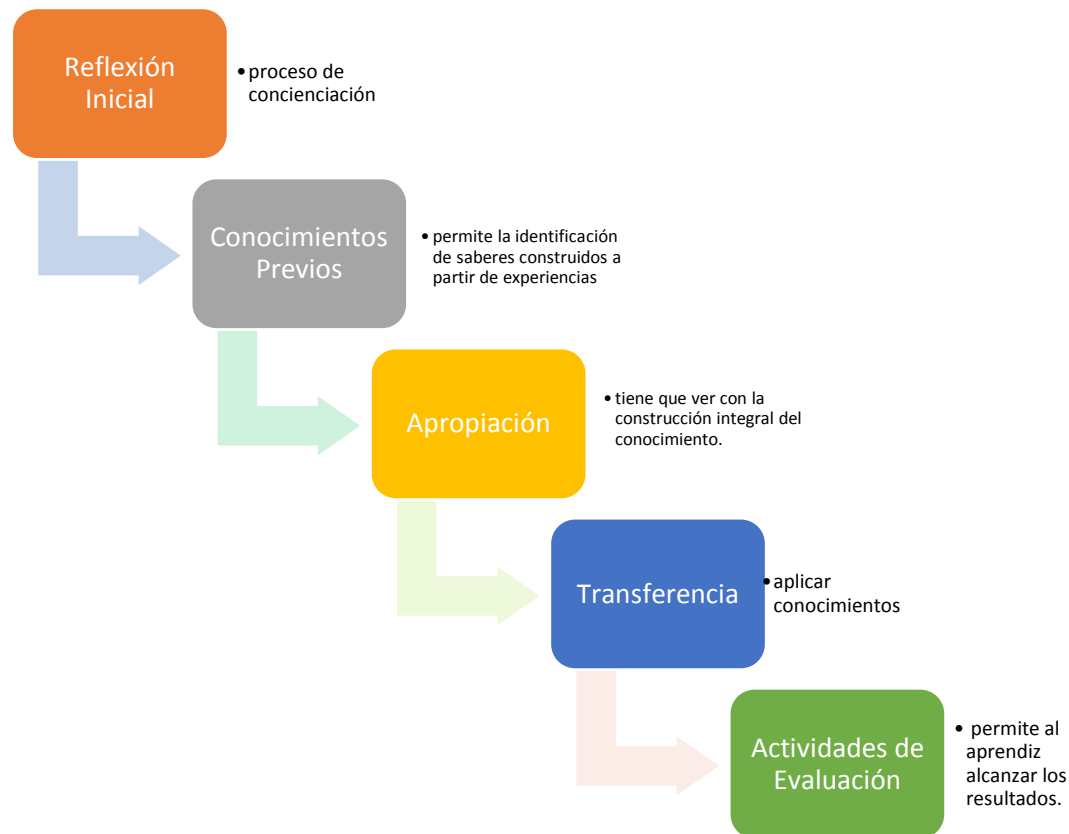 Reflexión
Inicial
• proceso de
concienciación
Conocimientos
Previos
• permite la identificación
de saberes construidos a
partir de experiencias
Apropiación
• tiene que ver con la
construcción integral del
conocimiento.
Transferencia
• aplicar
conocimientos
Actividades de
Evaluación
• permite al
aprendiz
alcanzar los
resultados.